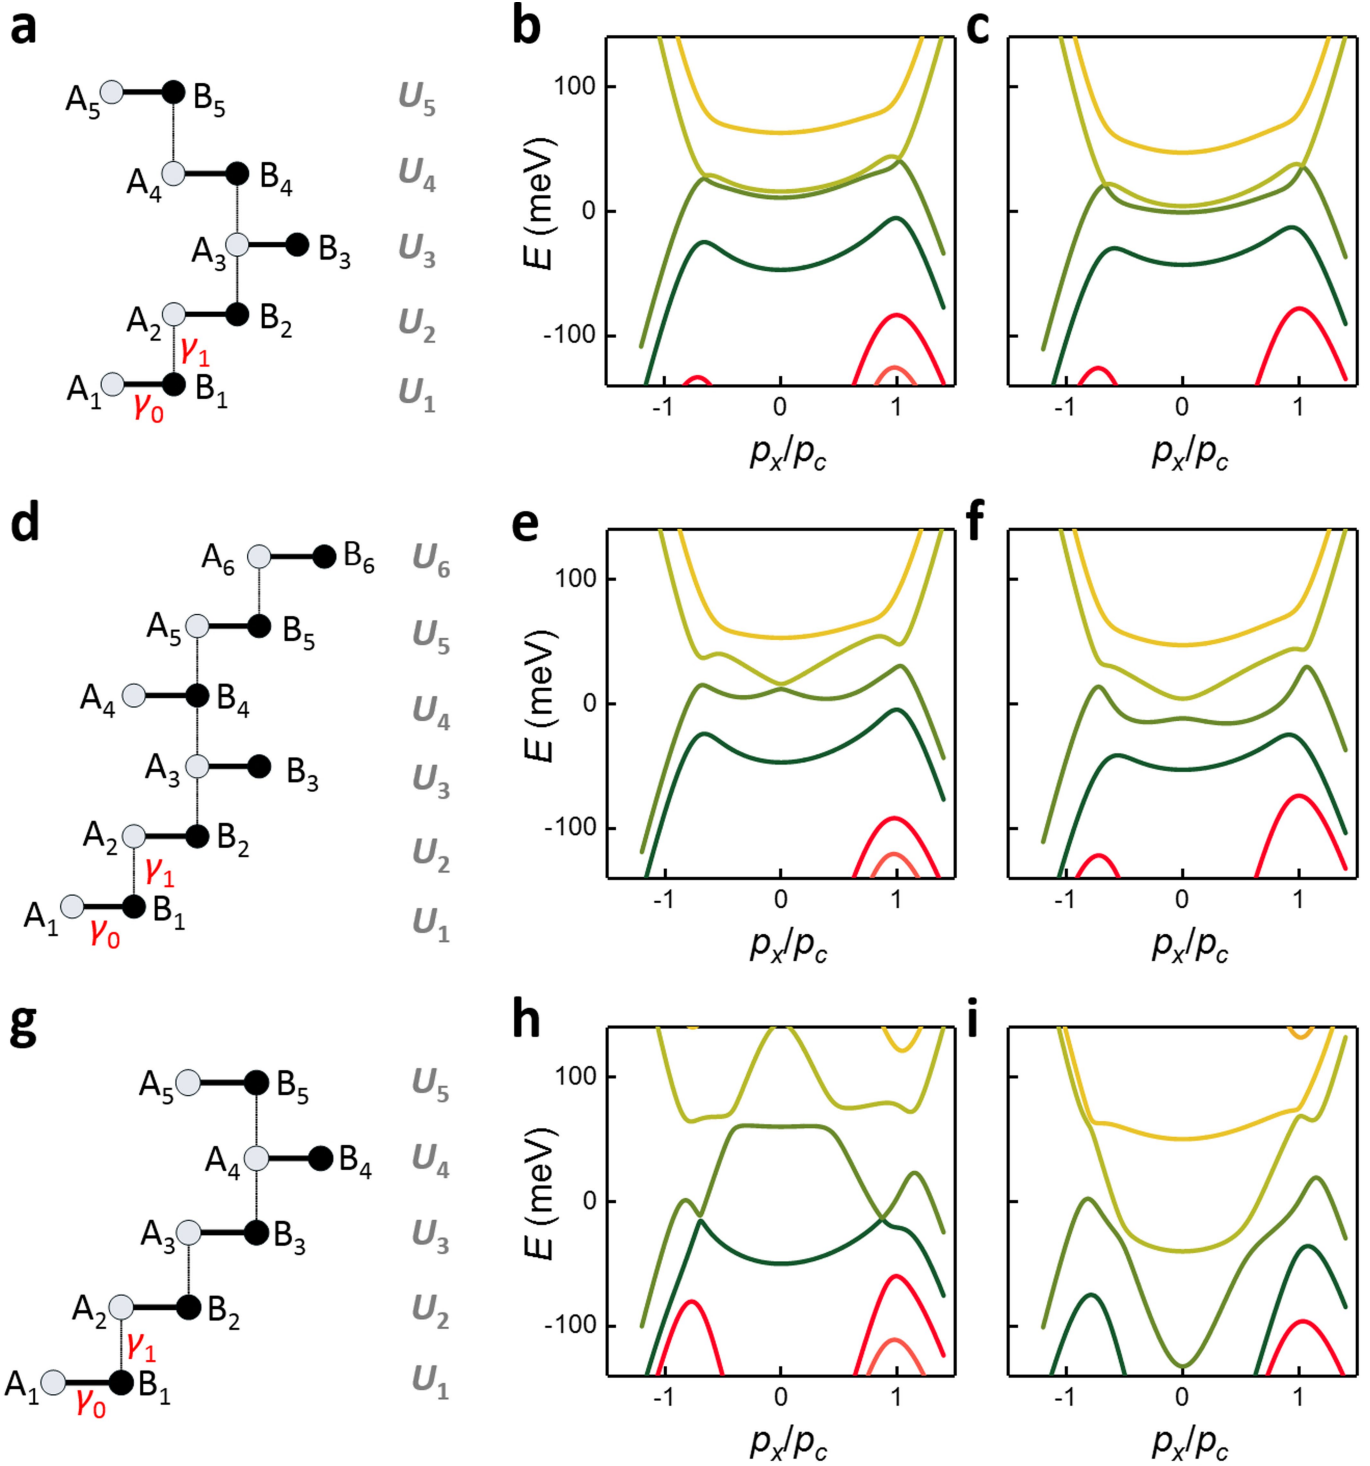 a
A5 B5 U5
A4 B4 U4
A3 B3 U3
A2 B2 U2
γ1
A1 B1 U1
γ0
b
E (meV)
100
0
-100
-1 0 1
px/pc
c
-1 0 1
px/pc
d
A6 B6 U6
A5 B5 U5
A4 B4 U4
A3 B3 U3
A2 B2 U2
γ1
A1 B1 U1
γ0
e
E (meV)
100
0
-100
-1 0 1
px/pc
f
-1 0 1
px/pc
g
A5 B5 U5
A4 B4 U4
A3 B3 U3
A2 B2 U2
γ1
A1 B1 U1
γ0
h
E (meV)
100
0
-100
-1 0 1
px/pc
i
-1 0 1
px/pc